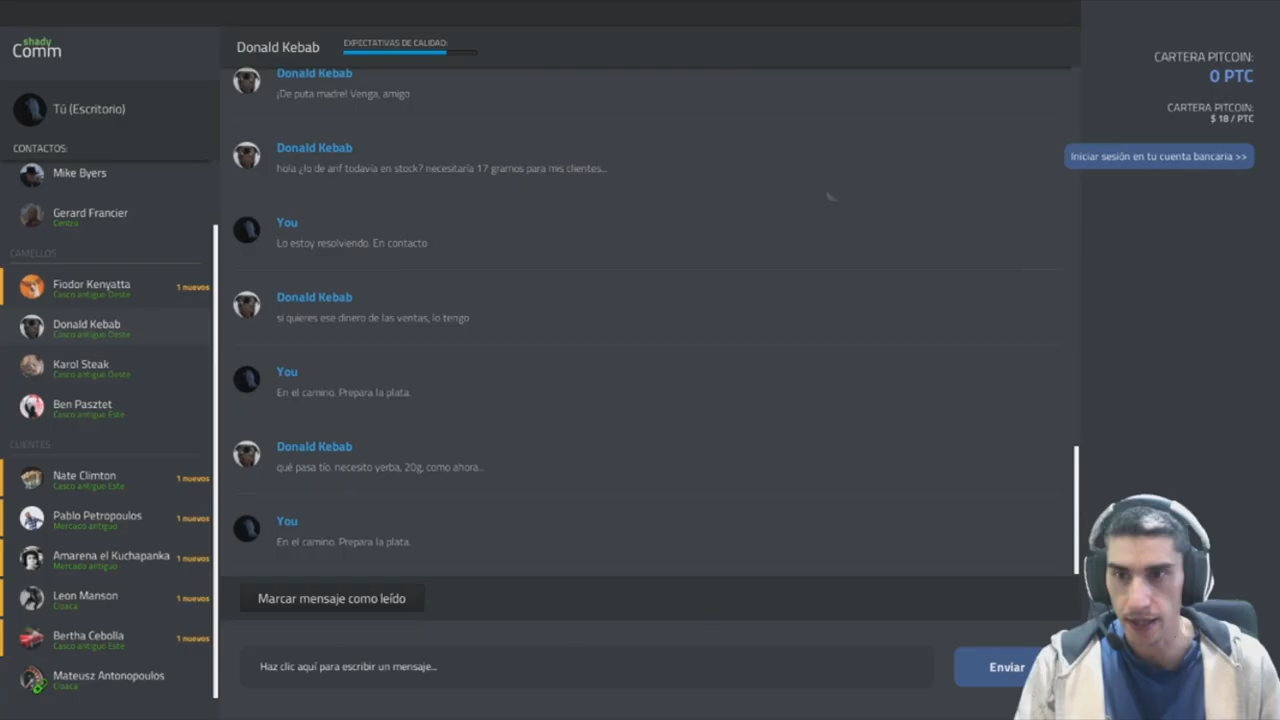 shady
Comm
Tú (Escritorio)
CONTACTOS:
Mike Byers
Gerard Francier
Centro
CAMELLOS
Fiodor Kenyatta
Casco antiguo Oeste
1 nuevos
Donald Kebab
Casco antiguo Oeste
Karol Steak
Casco antiguo Oeste
Ben Pasztet
Casco antiguo Este
CLIENTES
Nate Climton
Casco antiguo Este
1 nuevos
Pablo Petropoulos
Mercado antiguo
1 nuevos
Amarena el Kuchapanka
Mercado antiguo
1 nuevos
Leon Manson
Cloaca
1 nuevos
Bertha Cebolla
Casco antiguo Este
1 nuevos
Mateusz Antonopoulos
Cloaca
Donald Kebab
EXPECTATIVAS DE CALIDAD:
Donald Kebab
¡De puta madre! Venga, amigo
Donald Kebab
hola ¿lo de anf todavía en stock? necesitaría 17 gramos para mis clientes...
You
Lo estoy resolviendo. En contacto
Donald Kebab
si quieres ese dinero de las ventas, lo tengo
You
En el camino. Prepara la plata.
Donald Kebab
qué pasa tío. necesito yerba, 20g, como ahora...
You
En el camino. Prepara la plata.
Marcar mensaje como leído
Haz clic aquí para escribir un mensaje...
Enviar
CARTERA PITCOIN:
0 PTC
CARTERA PITCOIN:
$ 18 / PTC
Iniciar sesión en tu cuenta bancaria >>